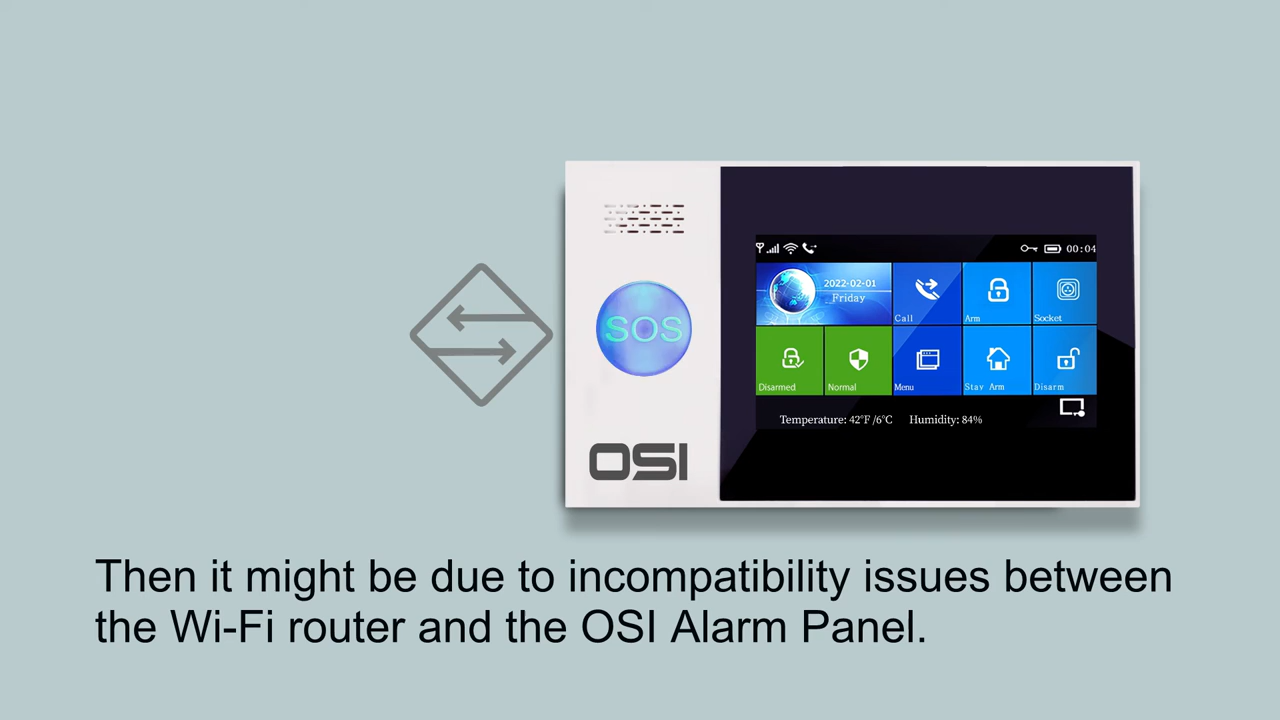 00:04
2022-02-01
Friday
Call
Arm
Socket
SOS
Disarmed
Normal
Menu
Stay Arm
Disarm
Temperature: 42°F /6°C Humidity: 84%
OSI
Then it might be due to incompatibility issues between
the Wi-Fi router and the OSI Alarm Panel.